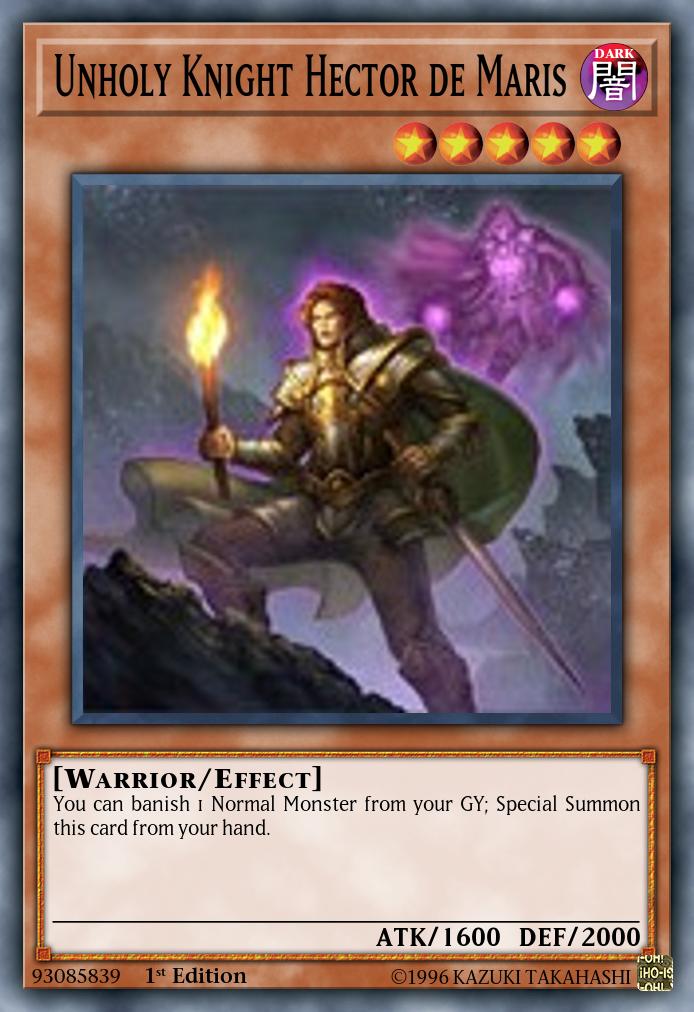 Unholy Knight Hector de Maris
DARK
闇
[Warrior/Effect]
You can banish 1 Normal Monster from your GY; Special Summon
this card from your hand.
ATK/1600 DEF/2000
93085839 1st Edition ©1996 KAZUKI TAKAHASHI